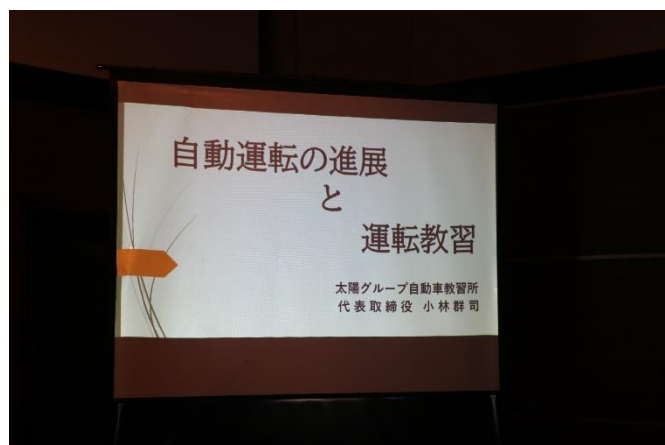 自動運転の進展
と
運転教習
太陽グループ自動車教習所
代表取締役 小林群司